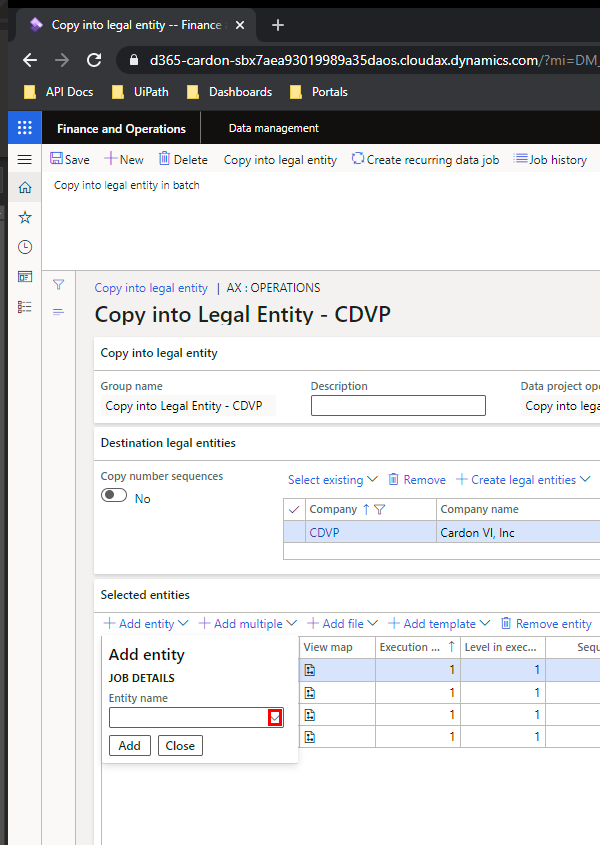 Copy into legal entity -- Finance
d365-cardon-sbx7aea93019989a35daos.cloudax.dynamics.com/?mi=DM_
API Docs UiPath Dashboards Portals
Finance and Operations Data management
Save New Delete Copy into legal entity Create recurring data job Job history
Copy into legal entity in batch
Copy into legal entity | AX : OPERATIONS
Copy into Legal Entity - CDVP
Copy into legal entity
Group name Description Data project ope
Copy into Legal Entity - CDVP Copy into lega
Destination legal entities
Copy number sequences
No
Select existing Remove Create legal entities
Company Company name
CDVP Cardon VI, Inc
Selected entities
Add entity Add multiple Add file Add template Remove entity
Add entity
JOB DETAILS
Entity name
Add Close
View map Execution ... Level in exec... Sequ
1 1
1 1
1 1
1 1